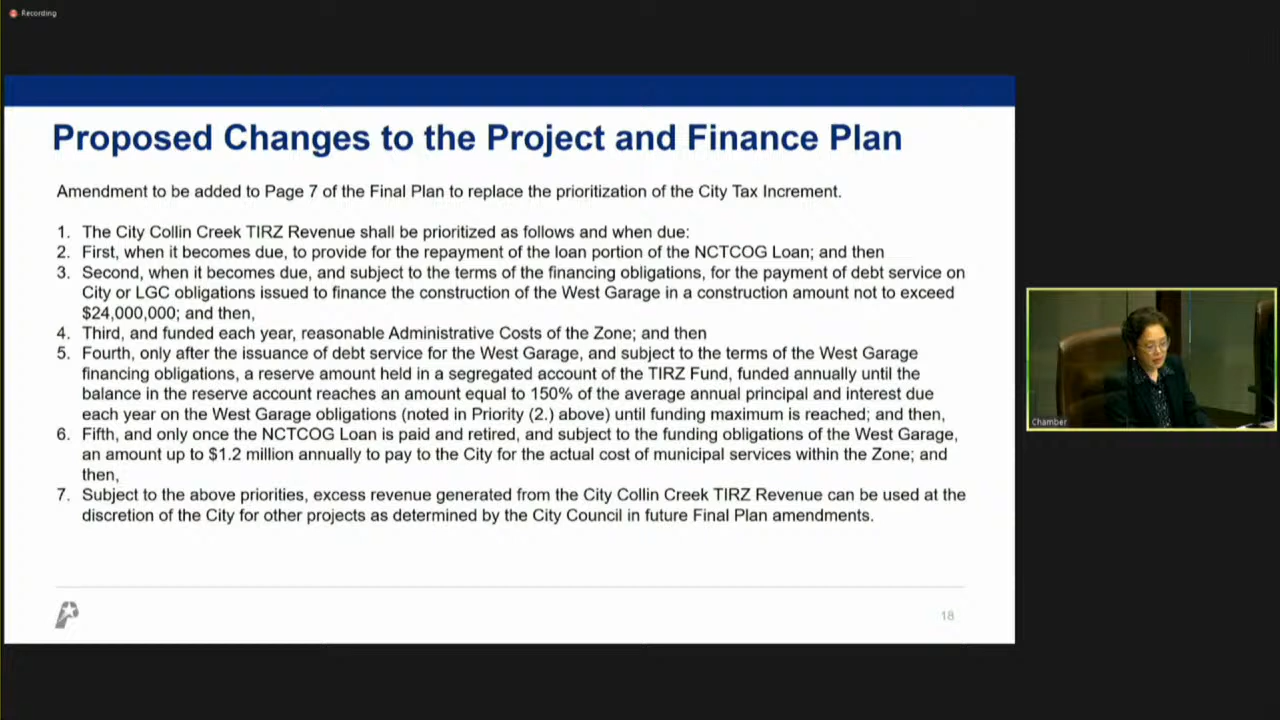 Recording
Proposed Changes to the Project and Finance Plan
Amendment to be added to Page 7 of the Final Plan to replace the prioritization of the City Tax Increment.
1. The City Collin Creek TIRZ Revenue shall be prioritized as follows and when due:
2. First, when it becomes due, to provide for the repayment of the loan portion of the NCTCOG Loan; and then
3. Second, when it becomes due, and subject to the terms of the financing obligations, for the payment of debt service on
City or LGC obligations issued to finance the construction of the West Garage in a construction amount not to exceed
$24,000,000; and then,
4. Third, and funded each year, reasonable Administrative Costs of the Zone; and then
5. Fourth, only after the issuance of debt service for the West Garage, and subject to the terms of the West Garage
financing obligations, a reserve amount held in a segregated account of the TIRZ Fund, funded annually until the
balance in the reserve account reaches an amount equal to 150% of the average annual principal and interest due
each year on the West Garage obligations (noted in Priority (2.) above) until funding maximum is reached; and then,
6. Fifth, and only once the NCTCOG Loan is paid and retired, and subject to the funding obligations of the West Garage,
an amount up to $1.2 million annually to pay to the City for the actual cost of municipal services within the Zone; and
then,
7. Subject to the above priorities, excess revenue generated from the City Collin Creek TIRZ Revenue can be used at the
discretion of the City for other projects as determined by the City Council in future Final Plan amendments.
18
Chamber